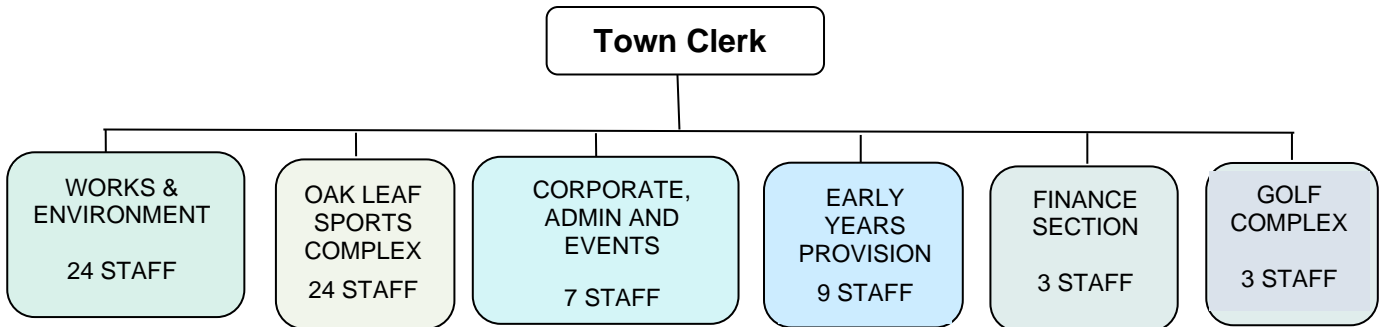 Town Clerk
WORKS &
ENVIRONMENT
24 STAFF
OAK LEAF
SPORTS
COMPLEX
24 STAFF
CORPORATE,
ADMIN AND
EVENTS
7 STAFF
EARLY
YEARS
PROVISION
9 STAFF
FINANCE
SECTION
3 STAFF
GOLF
COMPLEX
3 STAFF